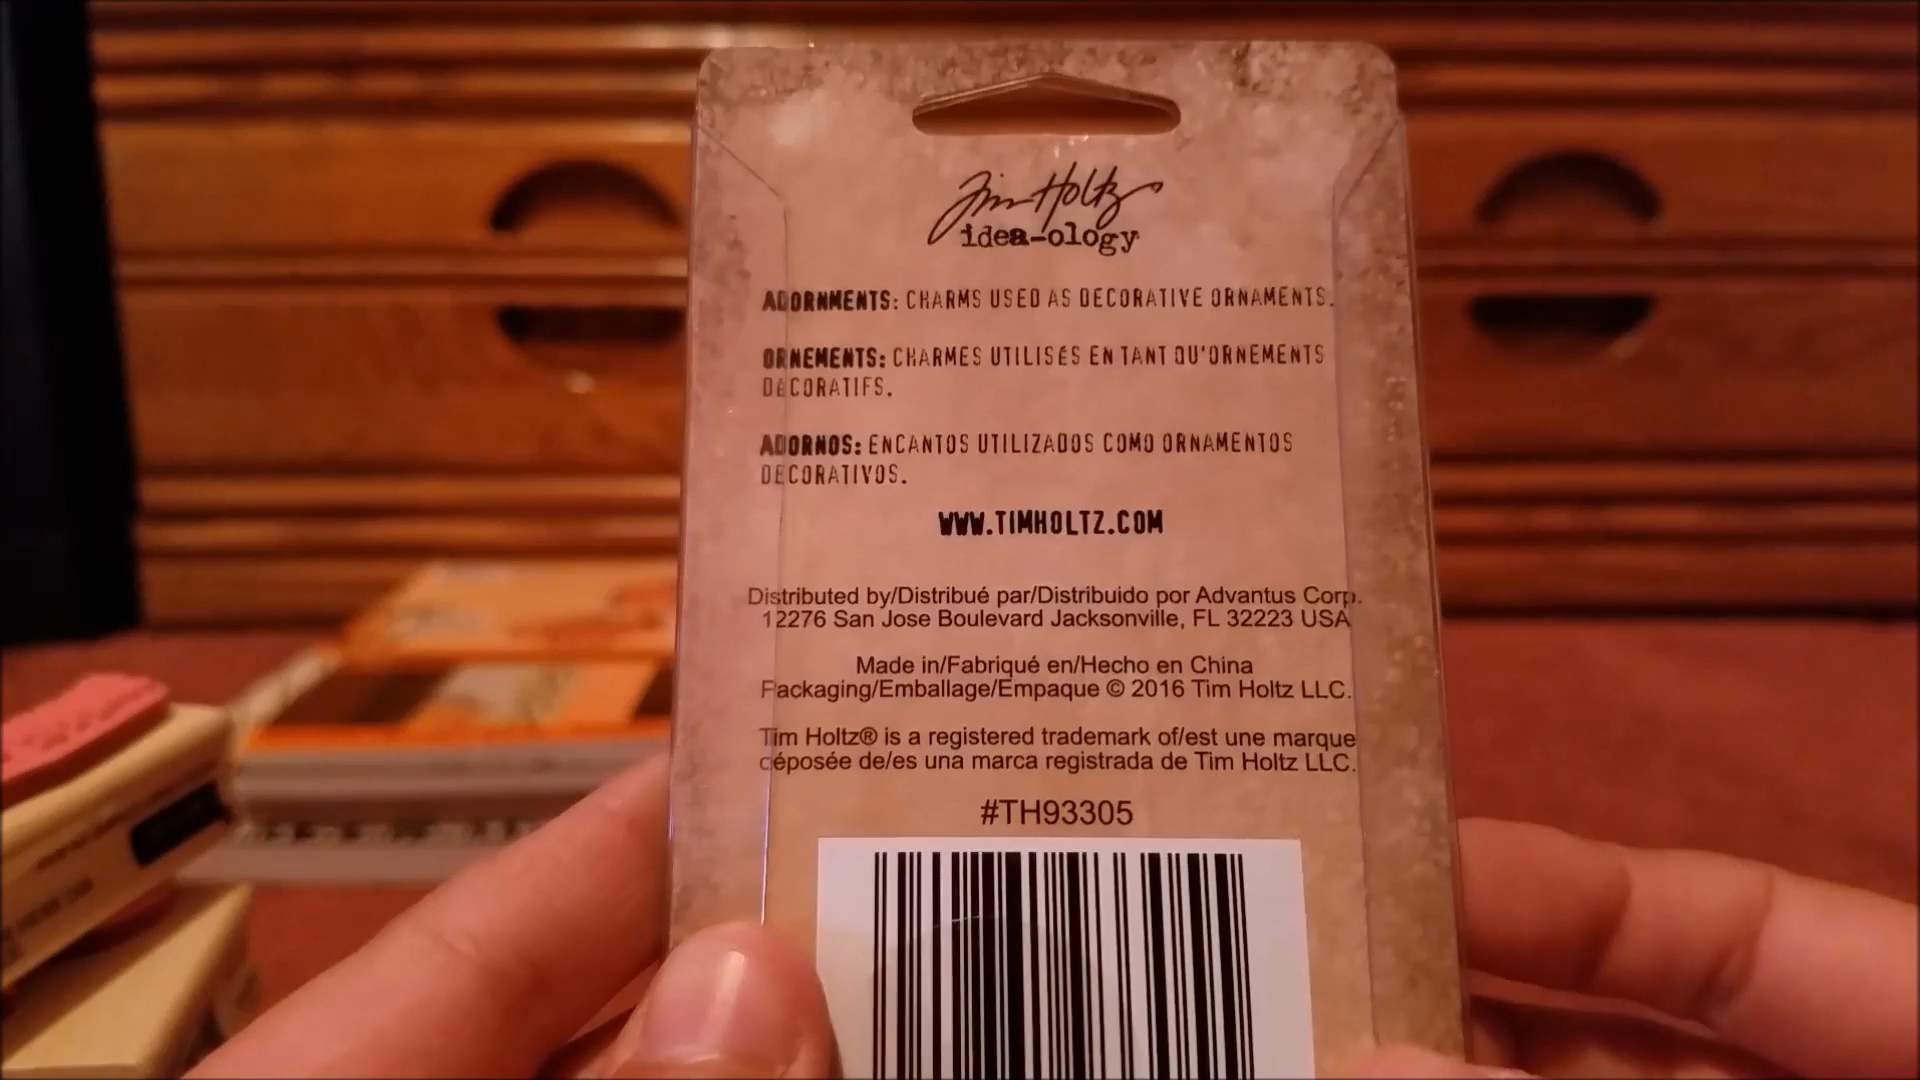 Tim Holtz
idea-ology
ADORNMENTS: CHARMS USED AS DECORATIVE ORNAMENTS.
ORNEMENTS: CHARMES UTILISÉS EN TANT QU'ORNEMENTS
DÉCORATIFS.
ADORNOS: ENCANTOS UTILIZADOS COMO ORNAMENTOS
DECORATIVOS.
WWW.TIMHOLTZ.COM
Distributed by/Distribué par/Distribuido por Advantus Corp.
12276 San Jose Boulevard Jacksonville, FL 32223 USA
Made in/Fabriqué en/Hecho en China
Packaging/Emballage/Empaque © 2016 Tim Holtz LLC.
Tim Holtz® is a registered trademark of/est une marque
déposée de/es una marca registrada de Tim Holtz LLC.
#TH93305